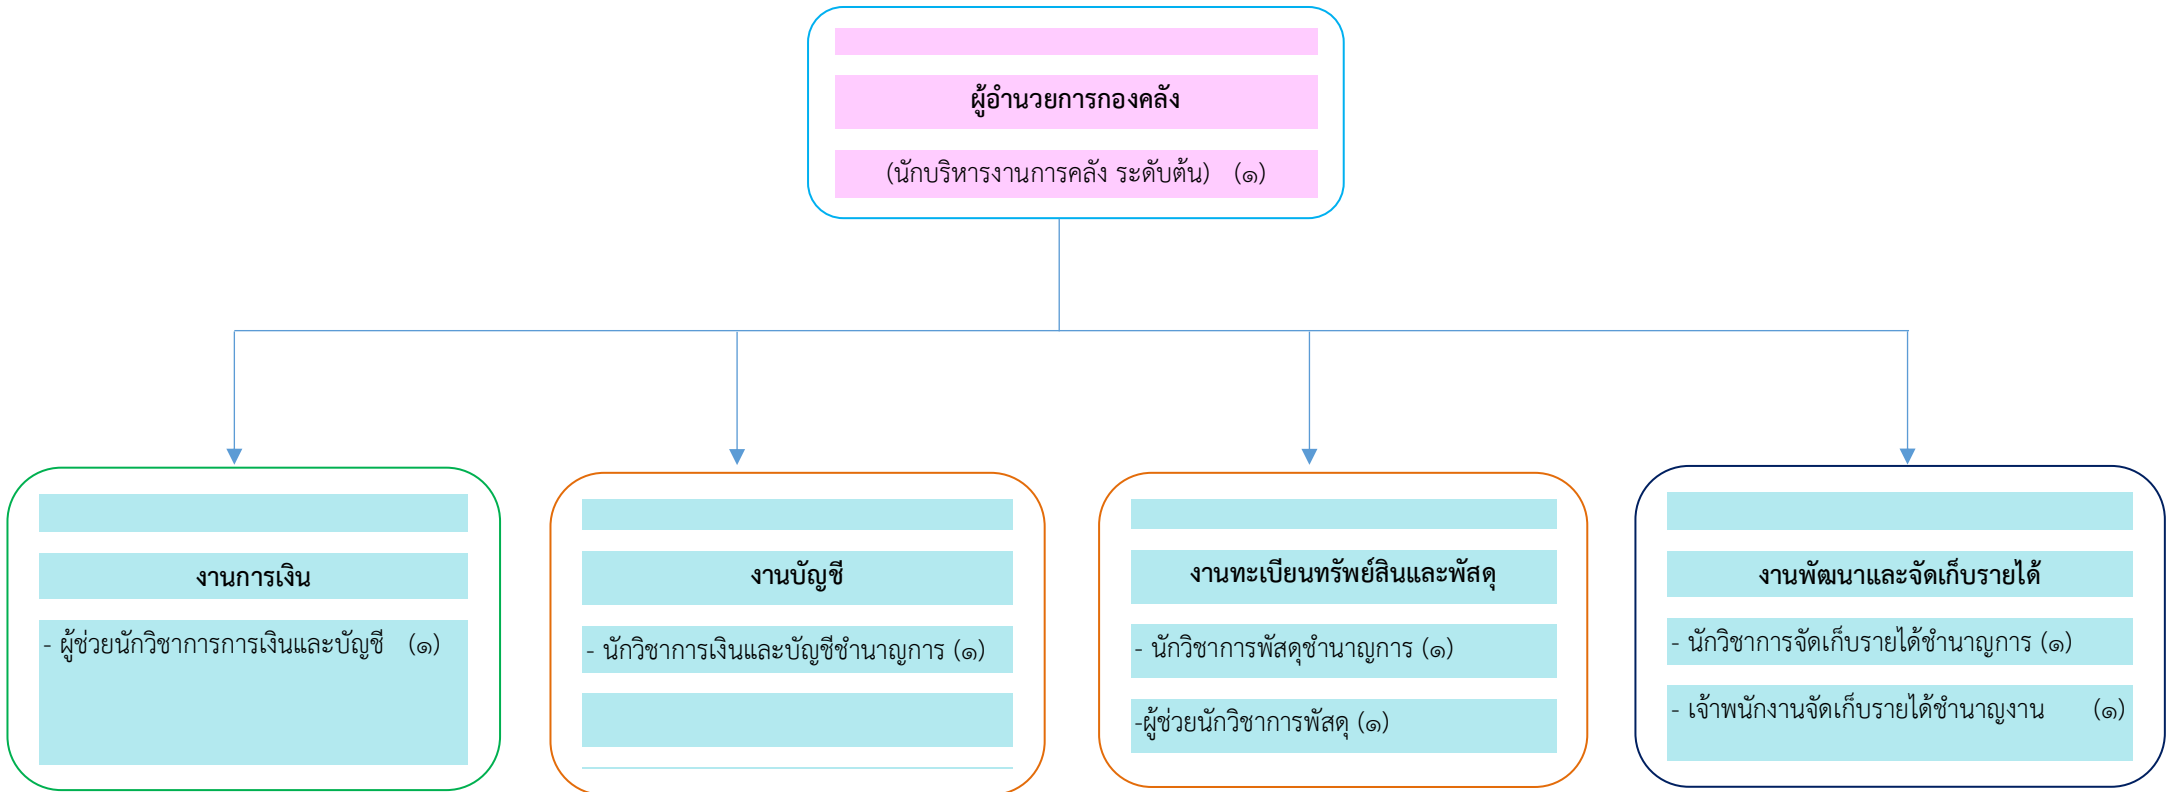 ผู้อำนวยการกองคลัง
(นักบริหารงานการคลัง ระดับต้น) (๑)
งานการเงิน
- ผู้ช่วยนักวิชาการการเงินและบัญชี (๑)
งานบัญชี
- นักวิชาการเงินและบัญชีชำนาญการ (๑)
งานทะเบียนทรัพย์สินและพัสดุ
- นักวิชาการพัสดุชำนาญการ (๑)
-ผู้ช่วยนักวิชาการพัสดุ (๑)
งานพัฒนาและจัดเก็บรายได้
- นักวิชาการจัดเก็บรายได้ชำนาญการ (๑)
- เจ้าพนักงานจัดเก็บรายได้ชำนาญงาน (๑)